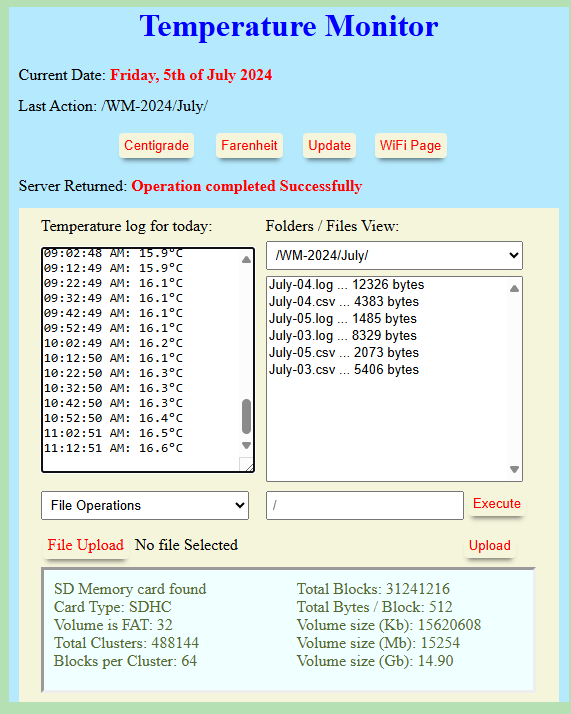 Temperature Monitor
Current Date: Friday, 5th of July 2024
Last Action: /WM-2024/July/
Centigrade Farenheit Update WiFi Page
Server Returned: Operation completed Successfully
Temperature log for today:
09:02:48 AM: 15.9°C
09:12:49 AM: 15.9°C
09:22:49 AM: 16.1°C
09:32:49 AM: 16.1°C
09:42:49 AM: 16.1°C
09:52:49 AM: 16.1°C
10:02:49 AM: 16.2°C
10:12:50 AM: 16.1°C
10:22:50 AM: 16.3°C
10:32:50 AM: 16.3°C
10:42:50 AM: 16.3°C
10:52:50 AM: 16.4°C
11:02:51 AM: 16.5°C
11:12:51 AM: 16.6°C
Folders / Files View:
/WM-2024/July/
July-04.log ... 12326 bytes
July-04.csv ... 4383 bytes
July-05.log ... 1485 bytes
July-03.log ... 8329 bytes
July-05.csv ... 2073 bytes
July-03.csv ... 5406 bytes
File Operations / Execute
File Upload No file Selected Upload
SD Memory card found
Card Type: SDHC
Volume is FAT: 32
Total Clusters: 488144
Blocks per Cluster: 64
Total Blocks: 31241216
Total Bytes / Block: 512
Volume size (Kb): 15620608
Volume size (Mb): 15254
Volume size (Gb): 14.90